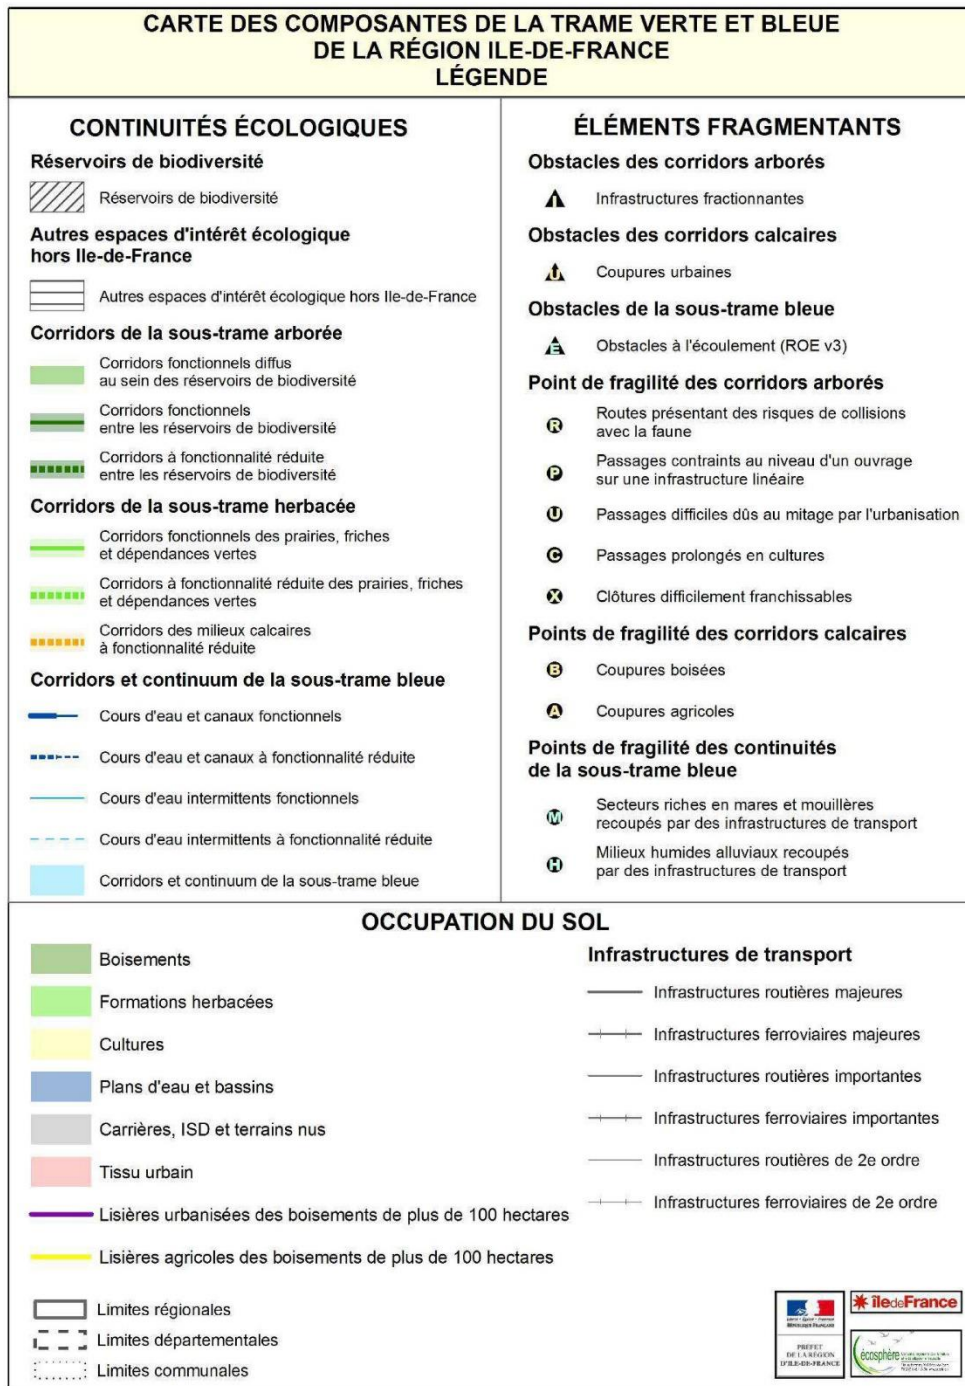 CARTE DES COMPOSANTES DE LA TRAME VERTE ET BLEUE
DE LA RÉGION ILE-DE-FRANCE
LÉGENDE
CONTINUITÉS ÉCOLOGIQUES
Réservoirs de biodiversité
Réservoirs de biodiversité
Autres espaces d'intérêt écologique
hors Ile-de-France
Autres espaces d'intérêt écologique hors Ile-de-France
Corridors de la sous-trame arborée
Corridors fonctionnels diffus
au sein des réservoirs de biodiversité
Corridors fonctionnels
entre les réservoirs de biodiversité
Corridors à fonctionnalité réduite
entre les réservoirs de biodiversité
Corridors de la sous-trame herbacée
Corridors fonctionnels des prairies, friches
et dépendances vertes
Corridors à fonctionnalité réduite des prairies, friches
et dépendances vertes
Corridors des milieux calcaires
à fonctionnalité réduite
Corridors et continuum de la sous-trame bleue
Cours d'eau et canaux fonctionnels
Cours d'eau et canaux à fonctionnalité réduite
Cours d'eau intermittents fonctionnels
Cours d'eau intermittents à fonctionnalité réduite
Corridors et continuum de la sous-trame bleue
ÉLÉMENTS FRAGMENTANTS
Obstacles des corridors arborés
I Infrastructures fractionnantes
Obstacles des corridors calcaires
U Coupures urbaines
Obstacles de la sous-trame bleue
E Obstacles à l'écoulement (ROE v3)
Point de fragilité des corridors arborés
R Routes présentant des risques de collisions
avec la faune
P Passages contraints au niveau d'un ouvrage
sur une infrastructure linéaire
U Passages difficiles dûs au mitage par l'urbanisation
C Passages prolongés en cultures
X Clôtures difficilement franchissables
Points de fragilité des corridors calcaires
B Coupures boisées
A Coupures agricoles
Points de fragilité des continuités
de la sous-trame bleue
M Secteurs riches en mares et mouillères
recoupés par des infrastructures de transport
H Milieux humides alluviaux recoupés
par des infrastructures de transport
OCCUPATION DU SOL
Boisements
Formations herbacées
Cultures
Plans d'eau et bassins
Carrières, ISD et terrains nus
Tissu urbain
Lisières urbanisées des boisements de plus de 100 hectares
Lisières agricoles des boisements de plus de 100 hectares
Limites régionales
Limites départementales
Limites communales
Infrastructures de transport
Infrastructures routières majeures
Infrastructures ferroviaires majeures
Infrastructures routières importantes
Infrastructures ferroviaires importantes
Infrastructures routières de 2e ordre
Infrastructures ferroviaires de 2e ordre
PRÉFET
DE LA RÉGION
D'ILE-DE-FRANCE
îledeFrance
écosphère